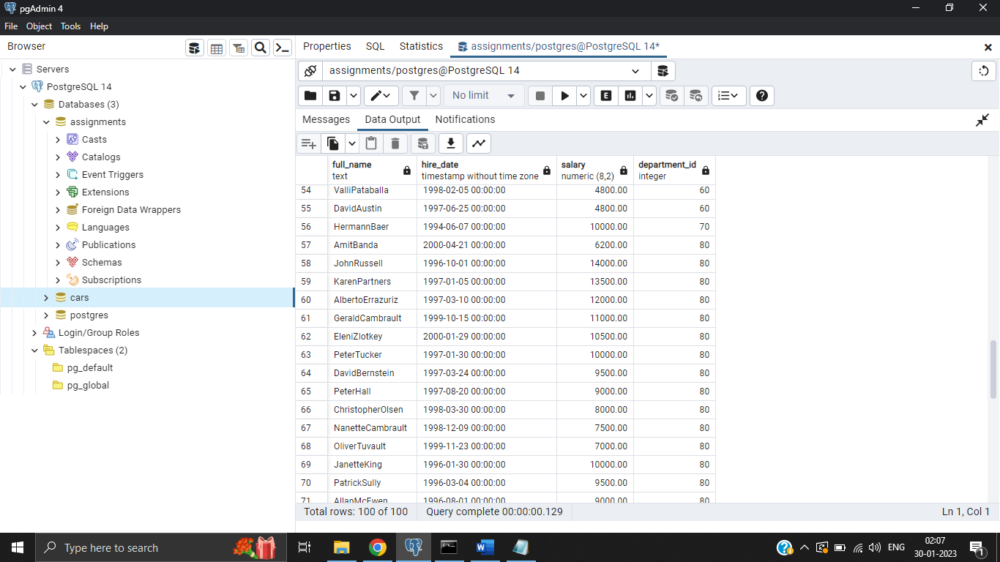 pgAdmin 4
File Object Tools Help
Browser
Properties SQL Statistics assignments/postgres@PostgreSQL 14*
Servers
PostgreSQL 14
Databases (3)
assignments
Casts
Catalogs
Event Triggers
Extensions
Foreign Data Wrappers
Languages
Publications
Schemas
Subscriptions
cars
postgres
Login/Group Roles
Tablespaces (2)
pg_default
pg_global
assignments/postgres@PostgreSQL 14
No limit
E
Messages Data Output Notifications
full_name hire_date salary department_id
text timestamp without time zone numeric (8,2) integer
54 ValliPataballa 1998-02-05 00:00:00 4800.00 60
55 DavidAustin 1997-06-25 00:00:00 4800.00 60
56 HermannBaer 1994-06-07 00:00:00 10000.00 70
57 AmitBanda 2000-04-21 00:00:00 6200.00 80
58 JohnRussell 1996-10-01 00:00:00 14000.00 80
59 KarenPartners 1997-01-05 00:00:00 13500.00 80
60 AlbertoErrazuriz 1997-03-10 00:00:00 12000.00 80
61 GeraldCambrault 1999-10-15 00:00:00 11000.00 80
62 EleniZlotkey 2000-01-29 00:00:00 10500.00 80
63 PeterTucker 1997-01-30 00:00:00 10000.00 80
64 DavidBernstein 1997-03-24 00:00:00 9500.00 80
65 PeterHall 1997-08-20 00:00:00 9000.00 80
66 ChristopherOlsen 1998-03-30 00:00:00 8000.00 80
67 NanetteCambrault 1998-12-09 00:00:00 7500.00 80
68 OliverTuvault 1999-11-23 00:00:00 7000.00 80
69 JanetteKing 1996-01-30 00:00:00 10000.00 80
70 PatrickSully 1996-03-04 00:00:00 9500.00 80
71 AllanMcEwen 1996-08-01 00:00:00 9000.00 80
Total rows: 100 of 100 Query complete 00:00:00.129 Ln 1, Col 1
Type here to search
ENG
02:07
30-01-2023
1